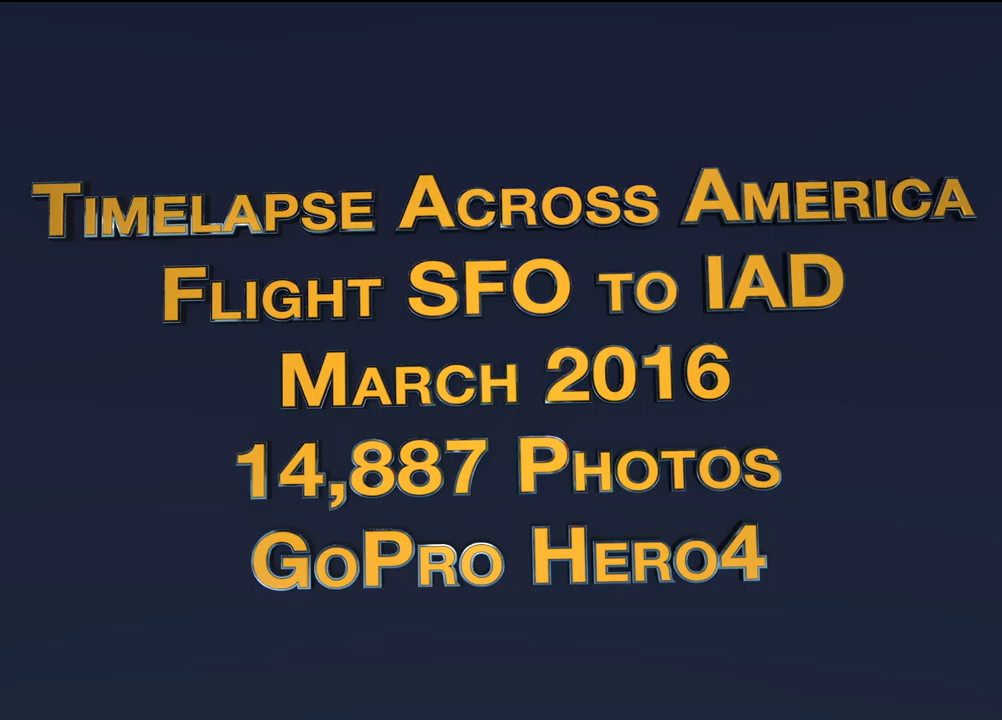 Timelapse Across America
Flight SFO to IAD
March 2016
14,887 Photos
GoPro Hero4